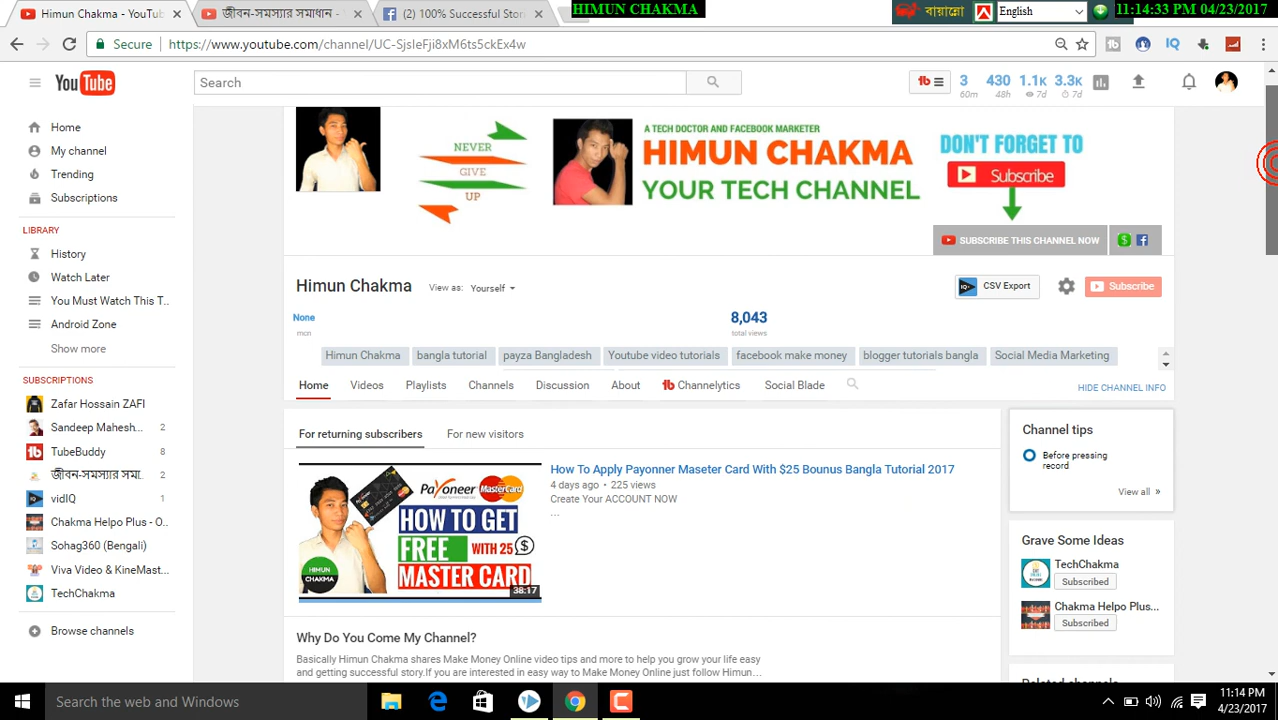 Himun Chakma - YouTub
জীবন-সমস্যার সমাধান -
(2) 100% Successful Stor
HIMUN CHAKMA
বায়ান্নো
English
11:14:33 PM 04/23/2017
Secure
https://www.youtube.com/channel/UC-SjsIeFji8xM6ts5ckEx4w
YouTube
Search
3
430
1.1K
3.3K
60m
48h
7d
7d
Home
My channel
Trending
Subscriptions
LIBRARY
History
Watch Later
You Must Watch This T..
Android Zone
Show more
SUBSCRIPTIONS
Zafar Hossain ZAFI
Sandeep Mahesh... 2
TubeBuddy 8
জীবন-সমস্যার সমা.. 2
vidIQ
Chakma Helpo Plus - O..
Sohag360 (Bengali)
Viva Video & KineMast..
TechChakma
Browse channels
NEVER
GIVE
UP
A TECH DOCTOR AND FACEBOOK MARKETER
HIMUN CHAKMA
YOUR TECH CHANNEL
DON'T FORGET TO
Subscribe
SUBSCRIBE THIS CHANNEL NOW
Himun Chakma
View as: Yourself
CSV Export
Subscribe
None
mcn
8,043
total views
Himun Chakma
bangla tutorial
payza Bangladesh
Youtube video tutorials
facebook make money
blogger tutorials bangla
Social Media Marketing
Home
Videos
Playlists
Channels
Discussion
About
Channelytics
Social Blade
HIDE CHANNEL INFO
For returning subscribers
For new visitors
Payoneer
MasterCard
HOW TO GET
FREE WITH 25 $
MASTER CARD
HIMUN
CHAKMA
38:17
How To Apply Payonner Maseter Card With $25 Bounus Bangla Tutorial 2017
4 days ago • 225 views
Create Your ACCOUNT NOW
...
Why Do You Come My Channel?
Basically Himun Chakma shares Make Money Online video tips and more to help you grow your life easy
and getting successful story.If you are interested in easy way to Make Money Online just follow Himun...
Channel tips
Before pressing
record
View all »
Grave Some Ideas
TechChakma
Subscribed
Chakma Helpo Plus...
Subscribed
Related channels
Search the web and Windows
11:14 PM
4/23/2017